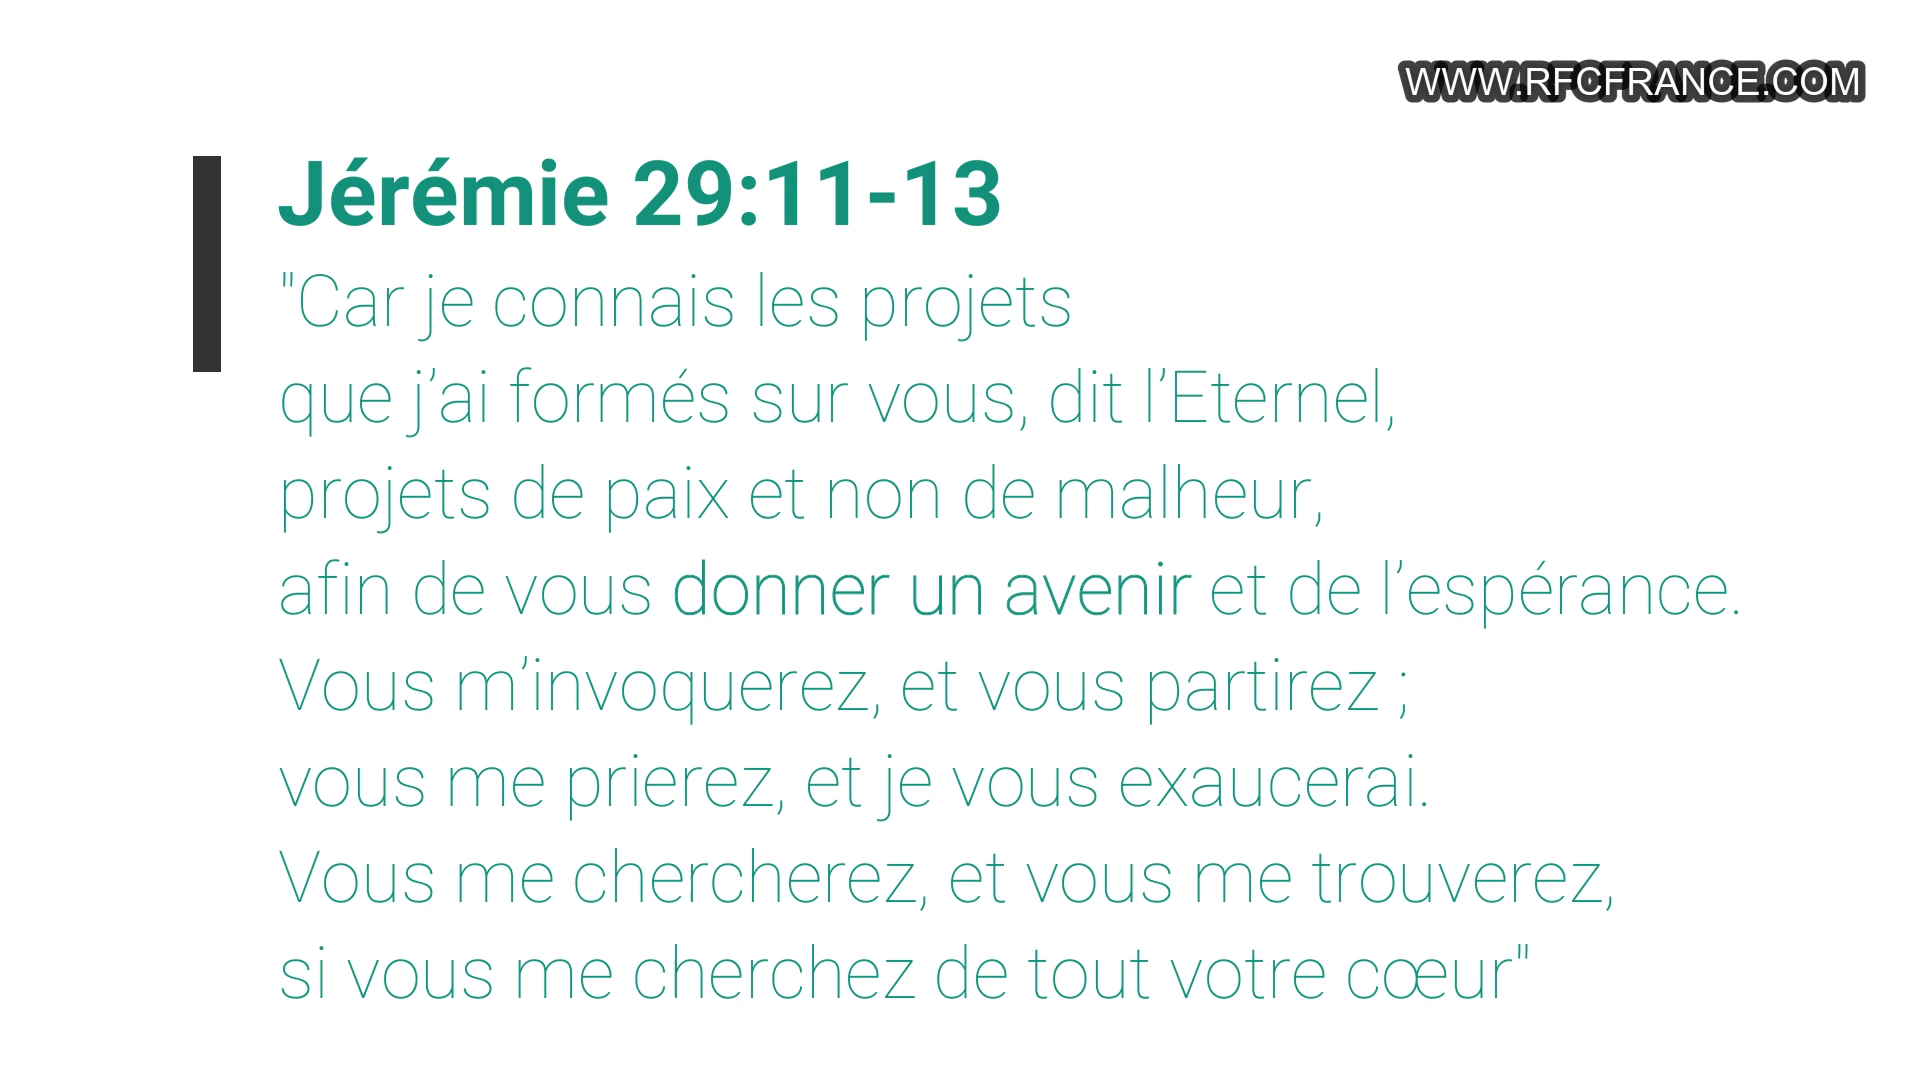 WWW.RFCFRANCE.COM
Jérémie 29:11-13
"Car je connais les projets
que j’ai formés sur vous, dit l’Eternel,
projets de paix et non de malheur,
afin de vous donner un avenir et de l’espérance.
Vous m’invoquerez, et vous partirez ;
vous me prierez, et je vous exaucerai.
Vous me chercherez, et vous me trouverez,
si vous me cherchez de tout votre cœur"